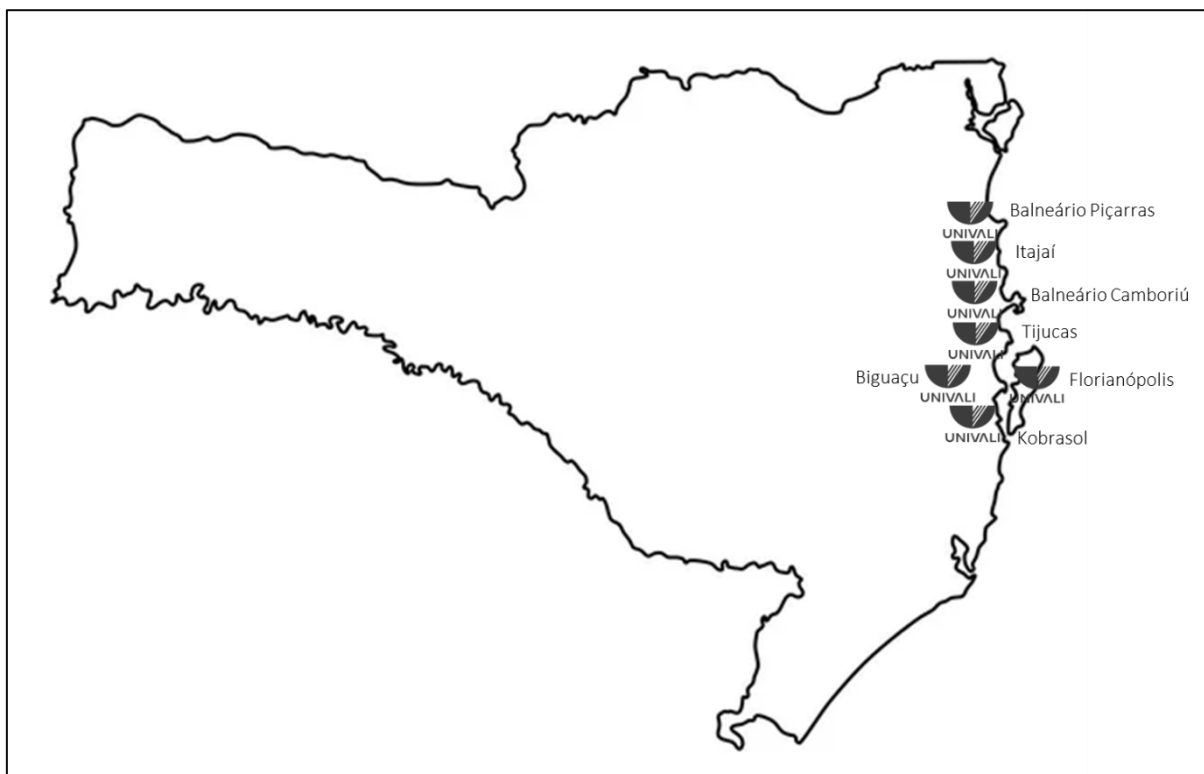 UNIVALI
Balneário Piçarras
UNIVALI
Itajaí
UNIVALI
Balneário Camboriú
UNIVALI
Tijucas
Biguaçu
UNIVALI
UNIVALI
Florianópolis
UNIVALI
Kobrasol